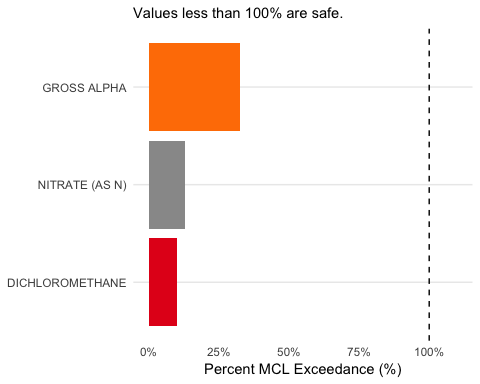 Values less than 100% are safe.
GROSS ALPHA
NITRATE (AS N)
DICHLOROMETHANE
0% 25% 50% 75% 100%
Percent MCL Exceedance (%)